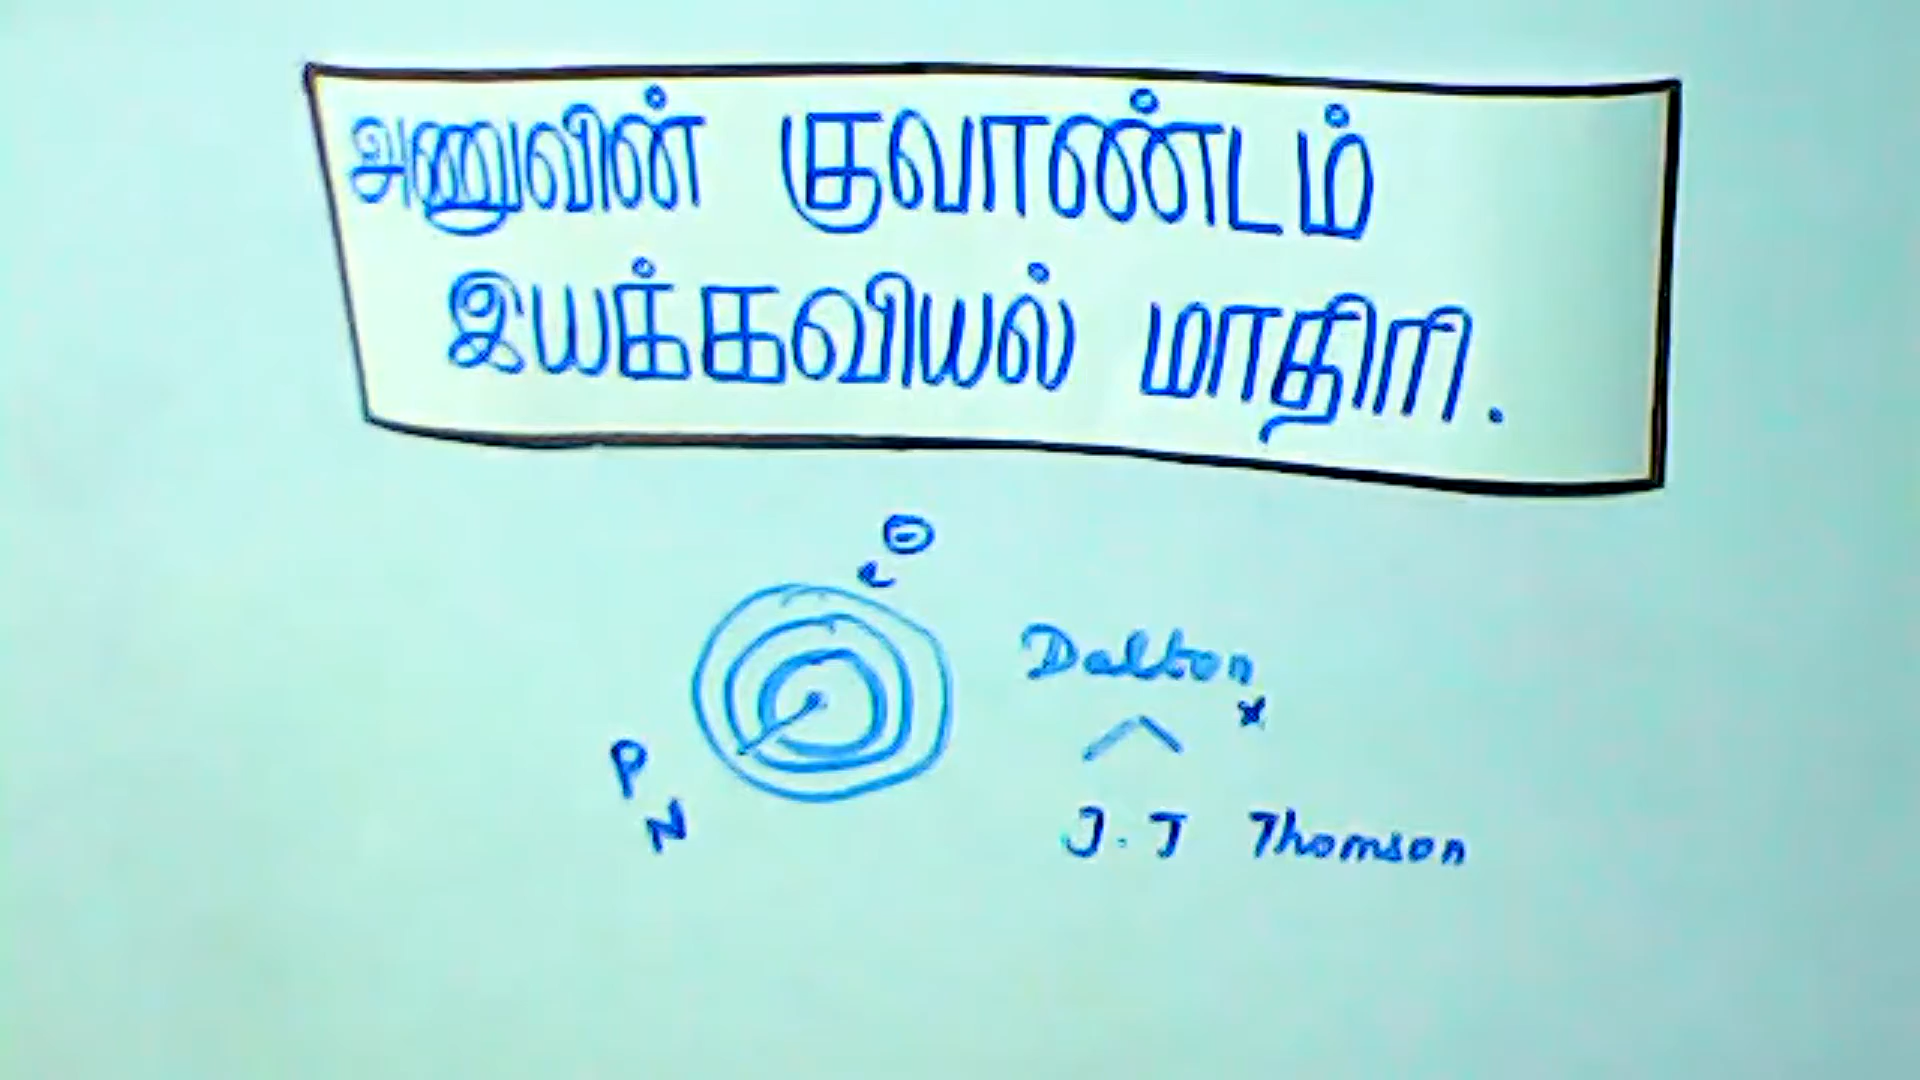 அணுவின் குவாண்டம்
இயக்கவியல் மாதிரி.
e ⊖
Dalton
x
P
N
J.J Thomson